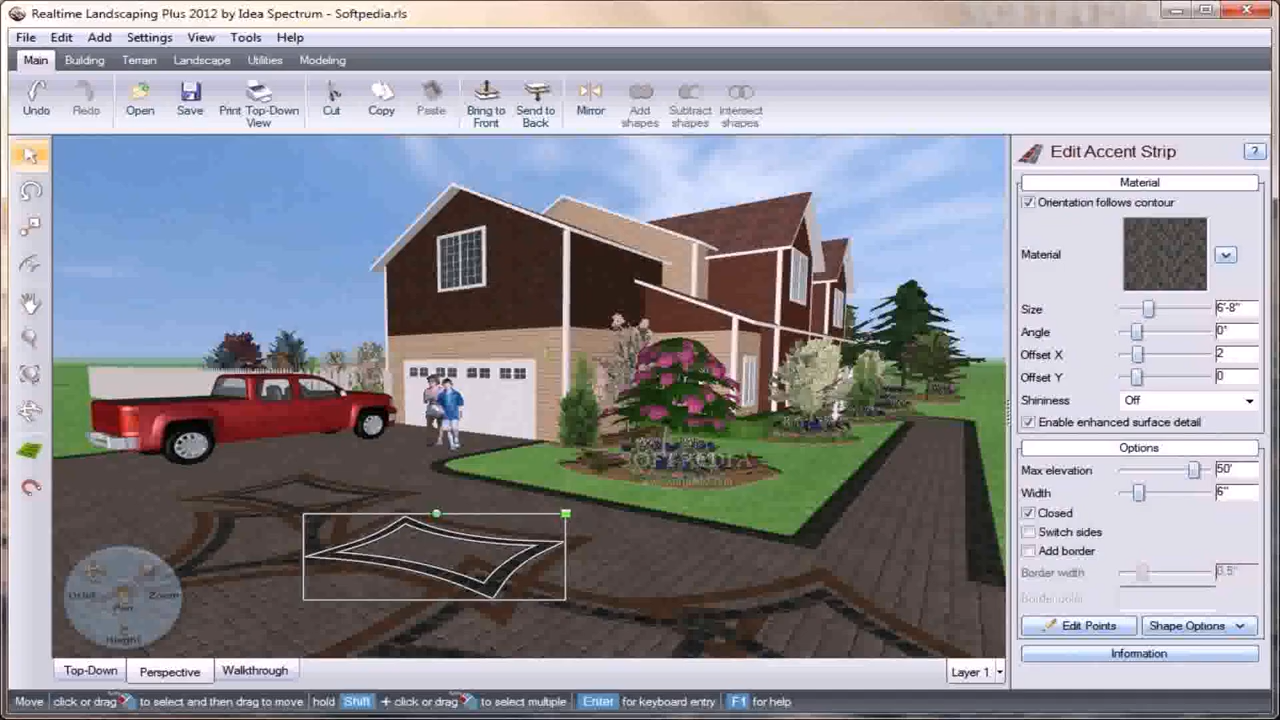 Realtime Landscaping Plus 2012 by Idea Spectrum - Softpedia.rls
File Edit Add Settings View Tools Help
Main Building Terrain Landscape Utilities Modeling
Undo Redo Open Save Print Top-Down View Cut Copy Paste Bring to Front Send to Back Mirror Add shapes Subtract shapes Intersect shapes
Edit Accent Strip ?
Material
Orientation follows contour
Material
Size 6'-8"
Angle 0°
Offset X 2
Offset Y 0
Shininess Off
Enable enhanced surface detail
Options
Max elevation 50'
Width 6"
Closed
Switch sides
Add border
Border width 0.5"
Border color
Edit Points Shape Options
Information
SOFTPEDIA
Orbit Pan Zoom
Height
Top-Down Perspective Walkthrough Layer 1
Move click or drag to select and then drag to move hold Shift + click or drag to select multiple Enter for keyboard entry F1 for help